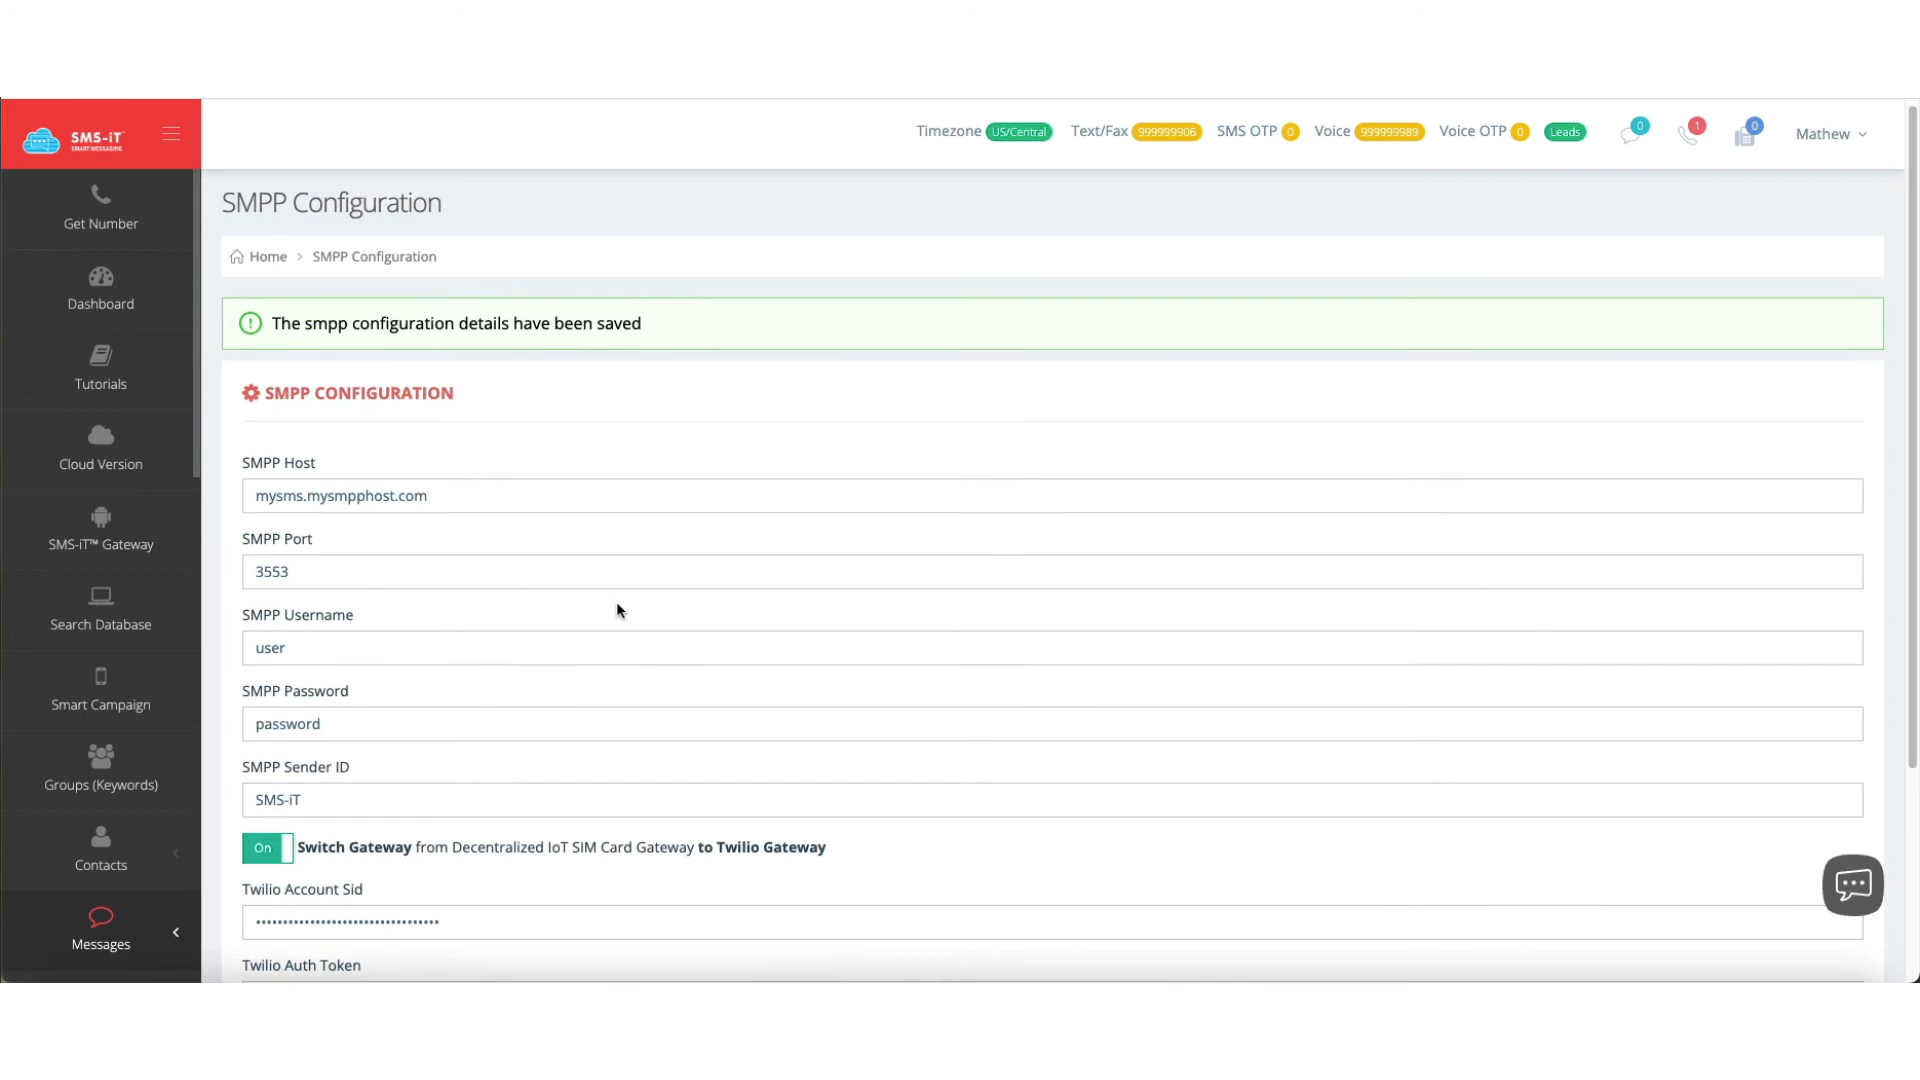 SMS-iT
SMART MESSAGING
Timezone US/Central Text/Fax 999999906 SMS OTP 0 Voice 999999989 Voice OTP 0 Leads 0 1 0 Mathew
Get Number
Dashboard
Tutorials
Cloud Version
SMS-iT™ Gateway
Search Database
Smart Campaign
Groups (Keywords)
Contacts
Messages
SMPP Configuration
Home > SMPP Configuration
The smpp configuration details have been saved
SMPP CONFIGURATION
SMPP Host
mysms.mysmpphost.com
SMPP Port
3553
SMPP Username
user
SMPP Password
password
SMPP Sender ID
SMS-iT
On Switch Gateway from Decentralized IoT SIM Card Gateway to Twilio Gateway
Twilio Account Sid
••••••••••••••••••••••••••••••••••
Twilio Auth Token